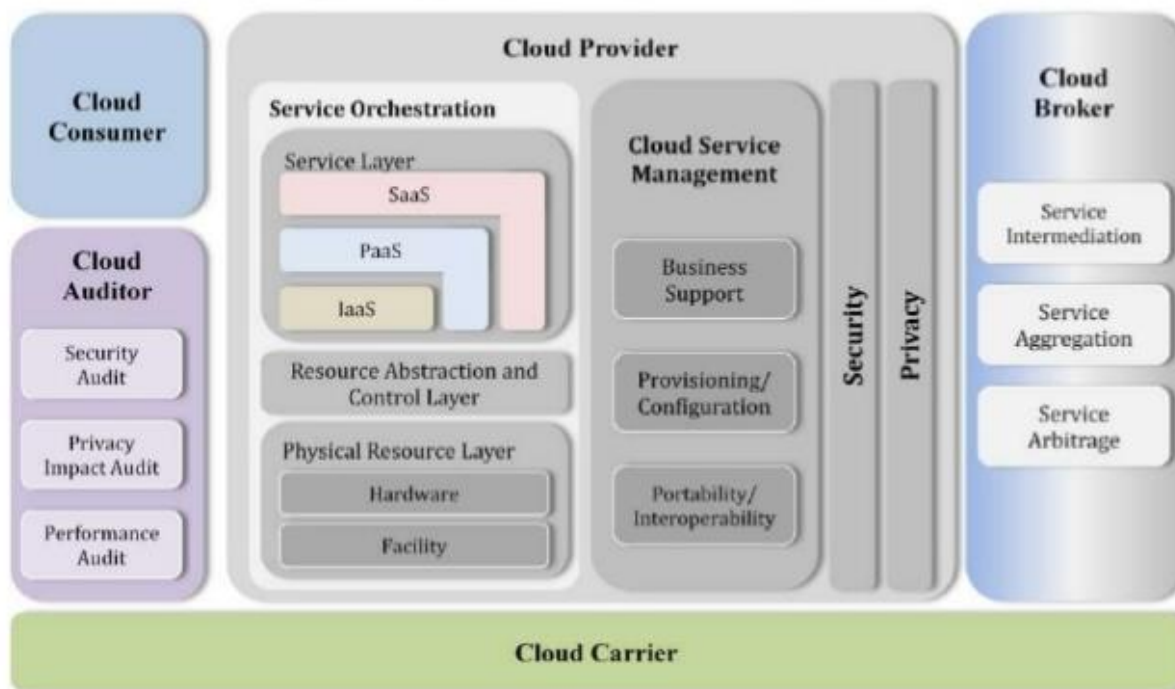 Cloud
Consumer
Cloud
Auditor
Security
Audit
Privacy
Impact Audit
Performance
Audit
Cloud Provider
Service Orchestration
Service Layer
SaaS
PaaS
IaaS
Resource Abstraction and
Control Layer
Physical Resource Layer
Hardware
Facility
Cloud Service
Management
Business
Support
Provisioning/
Configuration
Portability/
Interoperability
Security
Privacy
Cloud
Broker
Service
Intermediation
Service
Aggregation
Service
Arbitrage
Cloud Carrier